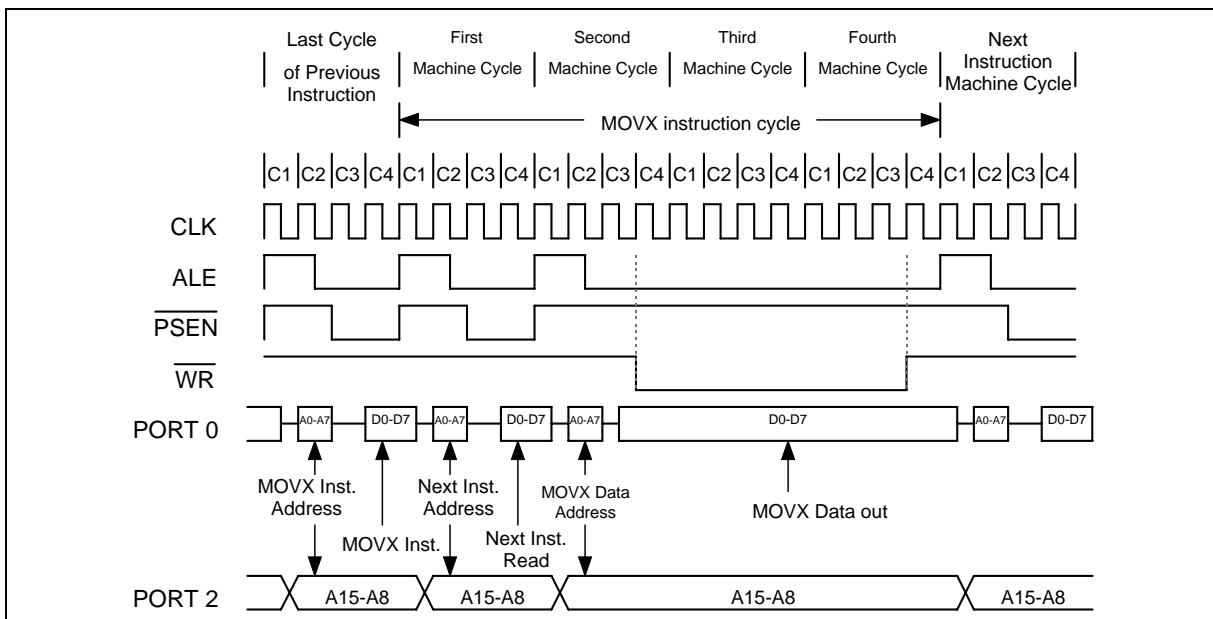 Last Cycle
of Previous
Instruction
First
Machine Cycle
Second
Machine Cycle
Third
Machine Cycle
Fourth
Machine Cycle
Next
Instruction
Machine Cycle
MOVX instruction cycle
C1 C2 C3 C4 C1 C2 C3 C4 C1 C2 C3 C4 C1 C2 C3 C4 C1 C2 C3 C4 C1 C2 C3 C4
CLK
ALE
PSEN
WR
PORT 0
A0-A7 D0-D7 A0-A7 D0-D7 A0-A7 D0-D7 A0-A7 D0-D7
MOVX Inst.
Address
MOVX Inst.
Next Inst.
Address
Next Inst.
Read
MOVX Data
Address
MOVX Data out
PORT 2
A15-A8 A15-A8 A15-A8 A15-A8